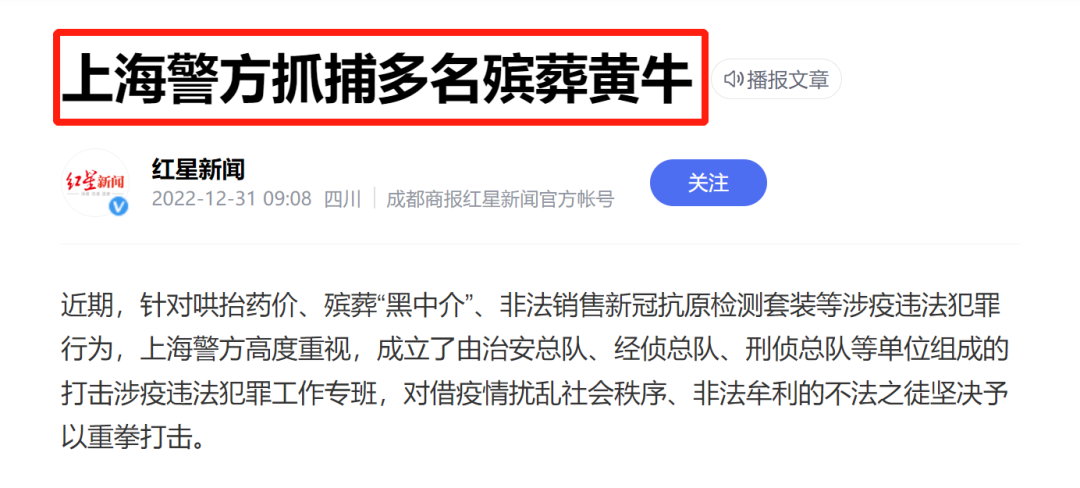 上海警方抓捕多名殡葬黄牛
播报文章
红星新闻
红星新闻
2022-12-31 09:08 四川 | 成都商报红星新闻官方帐号
关注
近期，针对哄抬药价、殡葬“黑中介”、非法销售新冠抗原检测套装等涉疫违法犯罪
行为，上海警方高度重视，成立了由治安总队、经侦总队、刑侦总队等单位组成的
打击涉疫违法犯罪工作专班，对借疫情扰乱社会秩序、非法牟利的不法之徒坚决予
以重拳打击。